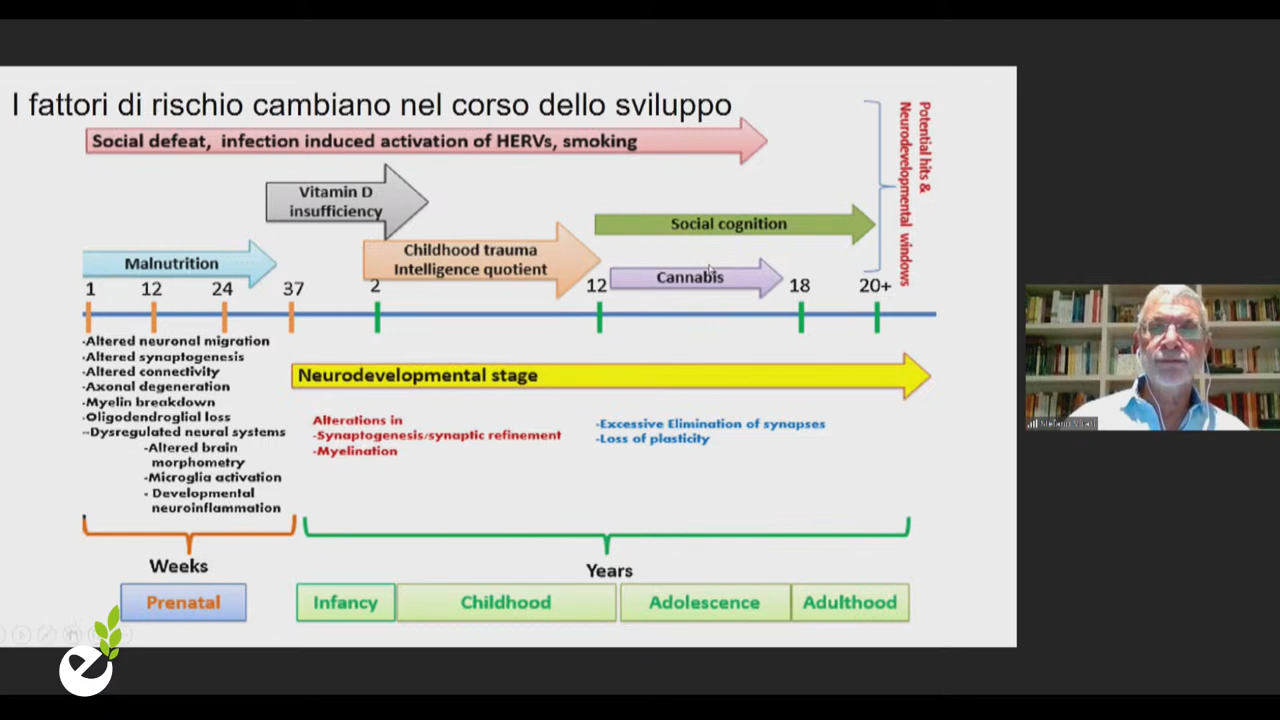 I fattori di rischio cambiano nel corso dello sviluppo
Social defeat, infection induced activation of HERVs, smoking
Potential hits &
Neurodevelopmental windows
Vitamin D
insufficiency
Social cognition
Childhood trauma
Intelligence quotient
Malnutrition
Cannabis
1 12 24 37 2 12 18 20+
-Altered neuronal migration
-Altered synaptogenesis
-Altered connectivity
-Axonal degeneration
-Myelin breakdown
-Oligodendroglial loss
--Dysregulated neural systems
-Altered brain
morphometry
-Microglia activation
- Developmental
neuroinflammation
Neurodevelopmental stage
Alterations in
-Synaptogenesis/synaptic refinement
-Myelination
-Excessive Elimination of synapses
-Loss of plasticity
Weeks
Years
Prenatal
Infancy
Childhood
Adolescence
Adulthood
e